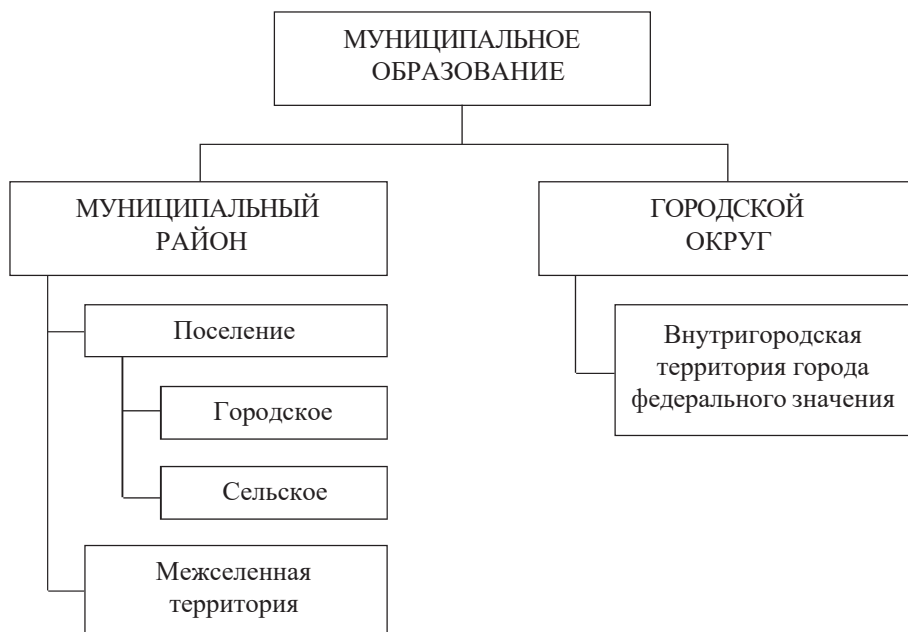 МУНИЦИПАЛЬНОЕ
ОБРАЗОВАНИЕ
МУНИЦИПАЛЬНЫЙ
РАЙОН
Поселение
Городское
Сельское
Межселенная
территория
ГОРОДСКОЙ
ОКРУГ
Внутригородская
территория города
федерального значения